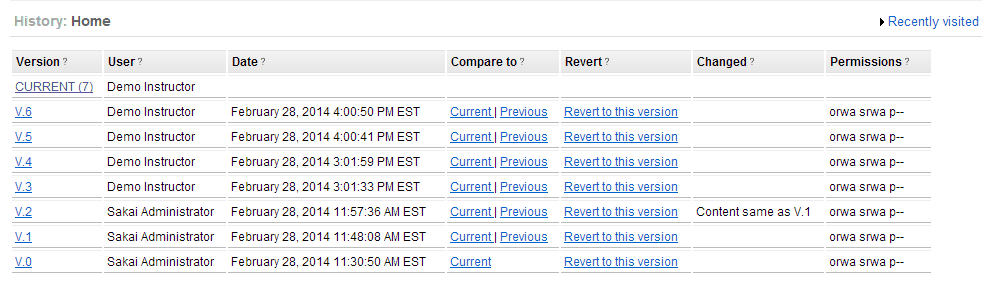 History: Home
Recently visited
Version ? User ? Date ? Compare to ? Revert ? Changed ? Permissions ?
CURRENT (7) Demo Instructor
V.6 Demo Instructor February 28, 2014 4:00:50 PM EST Current | Previous Revert to this version orwa srwa p--
V.5 Demo Instructor February 28, 2014 4:00:41 PM EST Current | Previous Revert to this version orwa srwa p--
V.4 Demo Instructor February 28, 2014 3:01:59 PM EST Current | Previous Revert to this version orwa srwa p--
V.3 Demo Instructor February 28, 2014 3:01:33 PM EST Current | Previous Revert to this version orwa srwa p--
V.2 Sakai Administrator February 28, 2014 11:57:36 AM EST Current | Previous Revert to this version Content same as V.1 orwa srwa p--
V.1 Sakai Administrator February 28, 2014 11:48:08 AM EST Current | Previous Revert to this version orwa srwa p--
V.0 Sakai Administrator February 28, 2014 11:30:50 AM EST Current Revert to this version orwa srwa p--